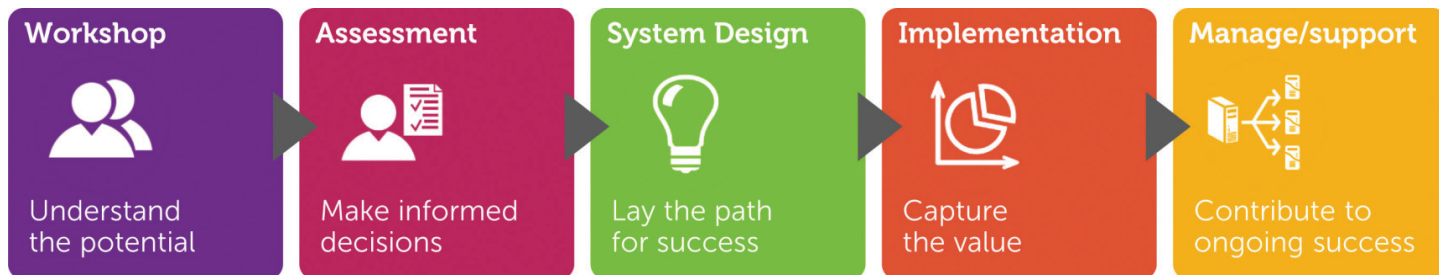 Workshop
Understand
the potential
Assessment
Make informed
decisions
System Design
Lay the path
for success
Implementation
Capture
the value
Manage/support
Contribute to
ongoing success